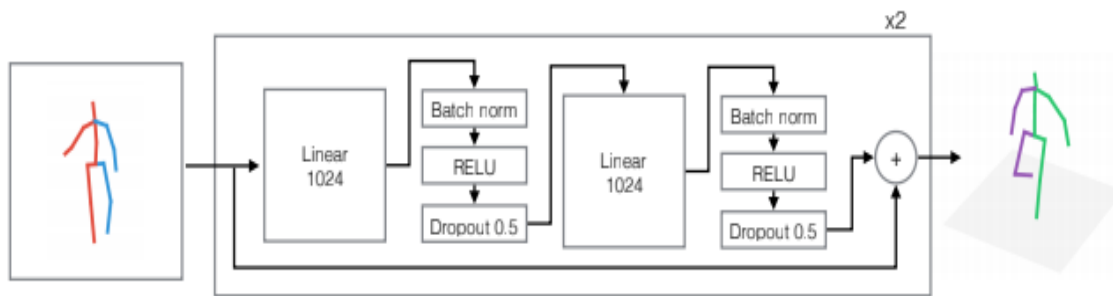 x2
Linear
1024
Batch norm
RELU
Dropout 0.5
Linear
1024
Batch norm
RELU
Dropout 0.5
+